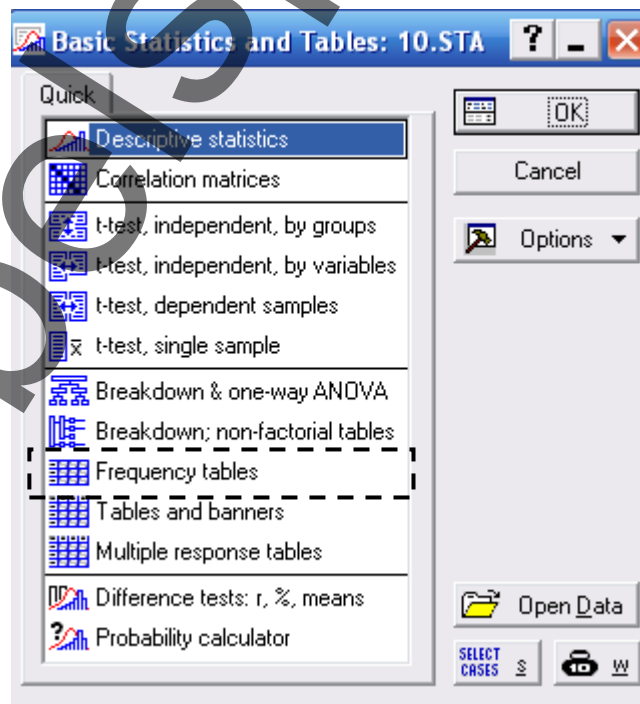 Basic Statistics and Tables: 10.STA
Quick
Descriptive statistics
Correlation matrices
t-test, independent, by groups
t-test, independent, by variables
t-test, dependent samples
x̄ t-test, single sample
Breakdown & one-way ANOVA
Breakdown; non-factorial tables
Frequency tables
Tables and banners
Multiple response tables
Difference tests: r, %, means
Probability calculator
OK
Cancel
Options
Open Data
SELECT
CASES S
10 W